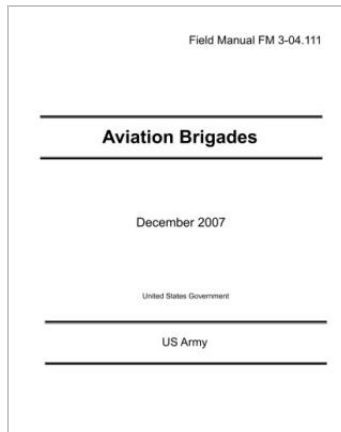 Field Manual FM 3-04.111
Aviation Brigades
December 2007
United States Government
US Army